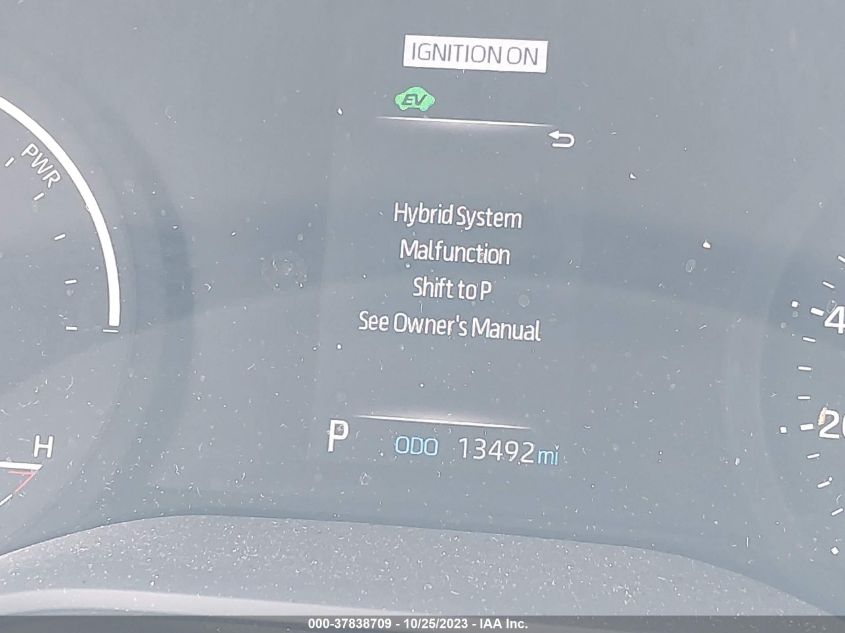 IGNITION ON
EV
PWR
Hybrid System
Malfunction
Shift to P
See Owner's Manual
H
P
ODO 13492 mi
000-37838709 - 10/25/2023 - IAA Inc.